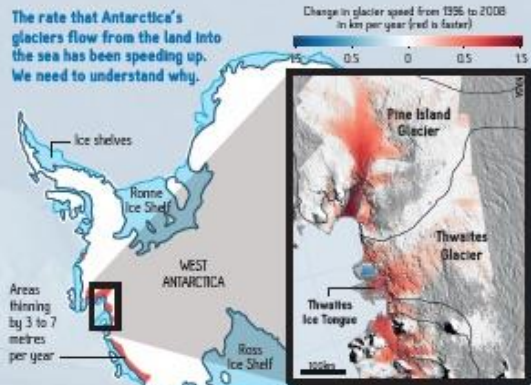 The rate that Antarctica's
glaciers flow from the land into
the sea has been speeding up.
We need to understand why.
Change in glacier speed from 1996 to 2008
in km per year (red is faster)
1.5 0.5 0 0.5 1.5
NASA
Pine Island
Glacier
Ice shelves
Ronne
Ice Shelf
Thwaites
Glacier
WEST
ANTARCTICA
Areas
thinning
by 3 to 7
metres
per year
Thwaites
Ice Tongue
Ross
Ice Shelf
100km